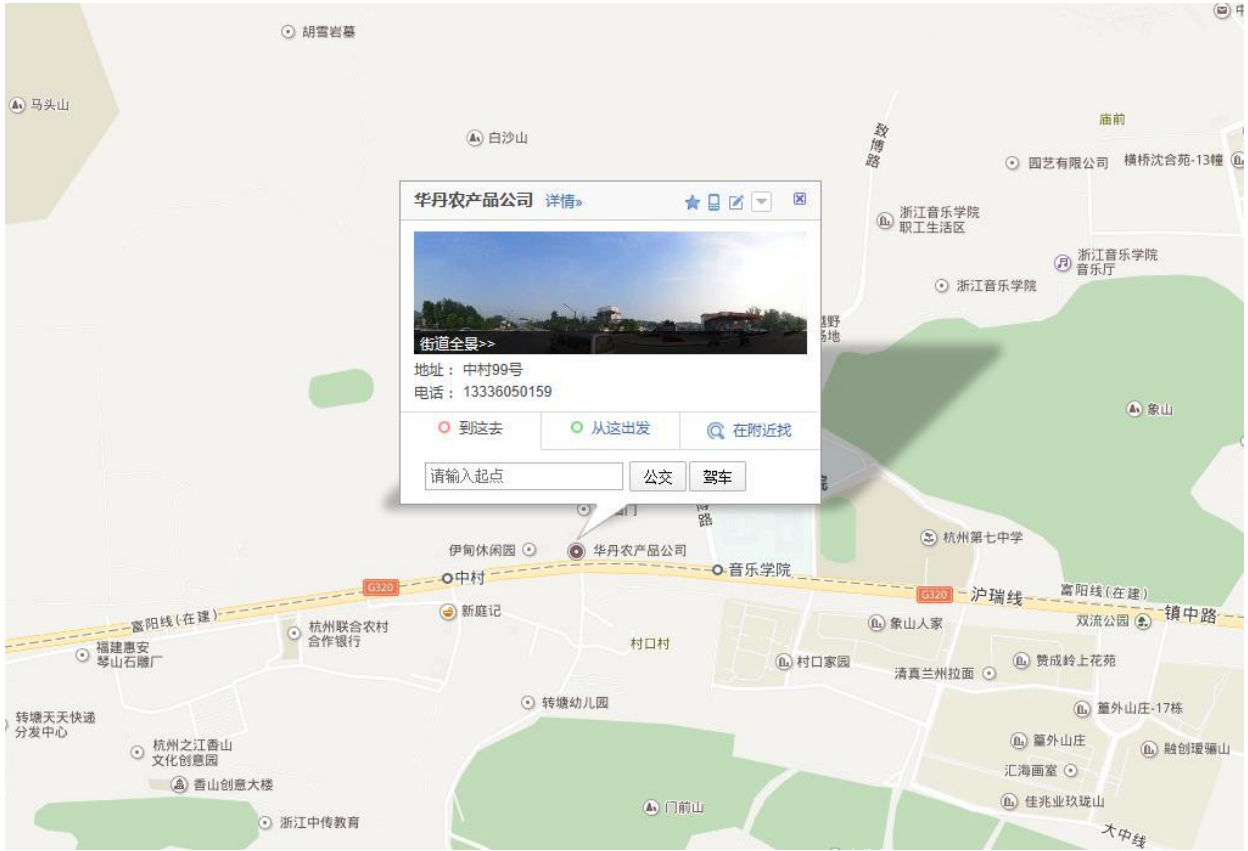 中
胡雪岩墓
马头山
白沙山
致博路
庙前
园艺有限公司
横桥沈合苑-13幢
浙江音乐学院
职工生活区
浙江音乐学院
音乐厅
浙江音乐学院
华丹农产品公司 详情»
街道全景>>
地址： 中村99号
电话： 13336050159
到这去
从这出发
在附近找
请输入起点
公交
驾车
越野
场地
象山
院
博路
门
杭州第七中学
伊甸休闲园
华丹农产品公司
中村
音乐学院
G320
G320
沪瑞线
富阳线(在建)
镇中路
富阳线(在建)
新庭记
杭州联合农村
合作银行
象山人家
双流公园
福建惠安
琴山石雕厂
村口村
村口家园
清真兰州拉面
赞成岭上花苑
转塘天天快递
分发中心
转塘幼儿园
篁外山庄-17栋
杭州之江香山
文化创意园
篁外山庄
融创瑷骊山
香山创意大楼
汇海画室
门前山
佳兆业玖珑山
浙江中传教育
大中线